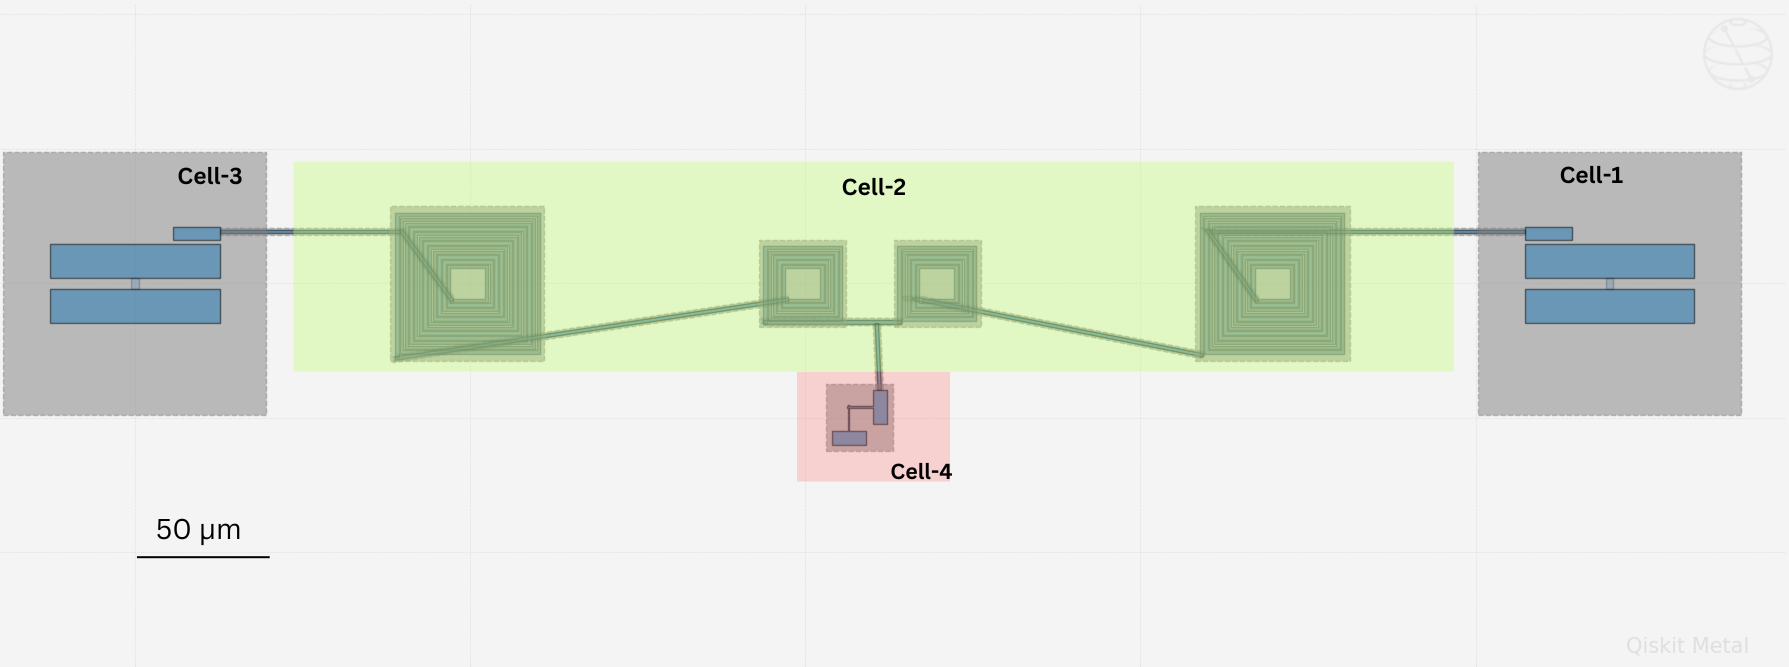 Cell-3
Cell-2
Cell-1
Cell-4
50 μm
Qiskit Metal